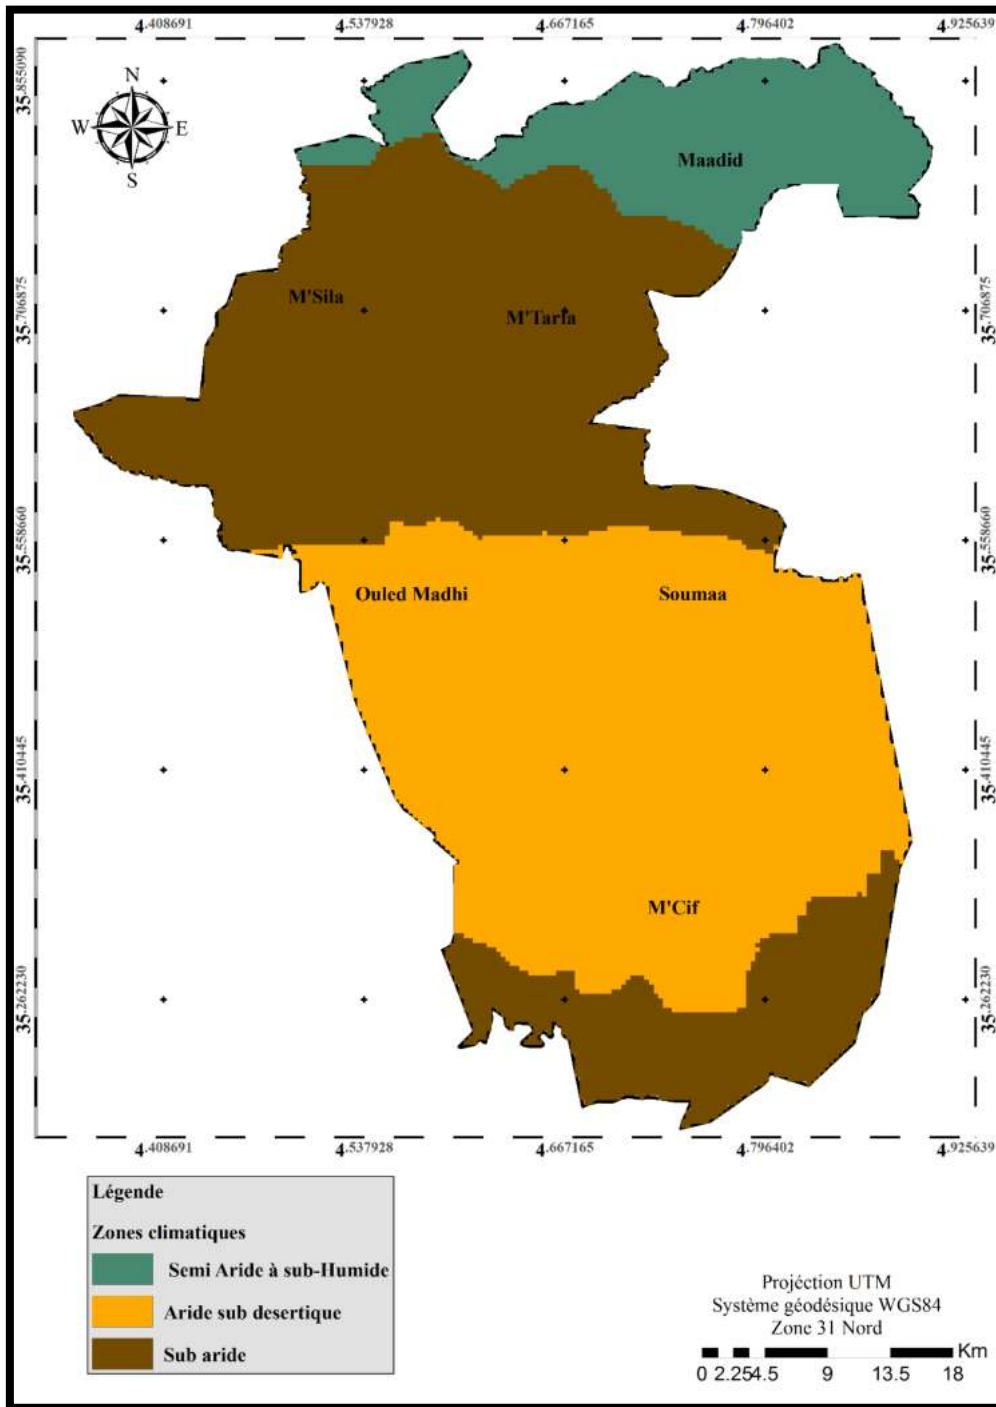 4.408691 4.537928 4.667165 4.796402 4.925639
35.855090
35.855090
N
W E
S
Maadid
M'Sila
M'Tarfa
35.706875
35.706875
35.558660
35.558660
Ouled Madhi
Soumaa
35.410445
35.410445
M'Cif
35.262230
35.262230
4.408691 4.537928 4.667165 4.796402 4.925639
Légende
Zones climatiques
Semi Aride à sub-Humide
Aride sub desertique
Sub aride
Projéction UTM
Système géodésique WGS84
Zone 31 Nord
Km
0 2.254.5 9 13.5 18